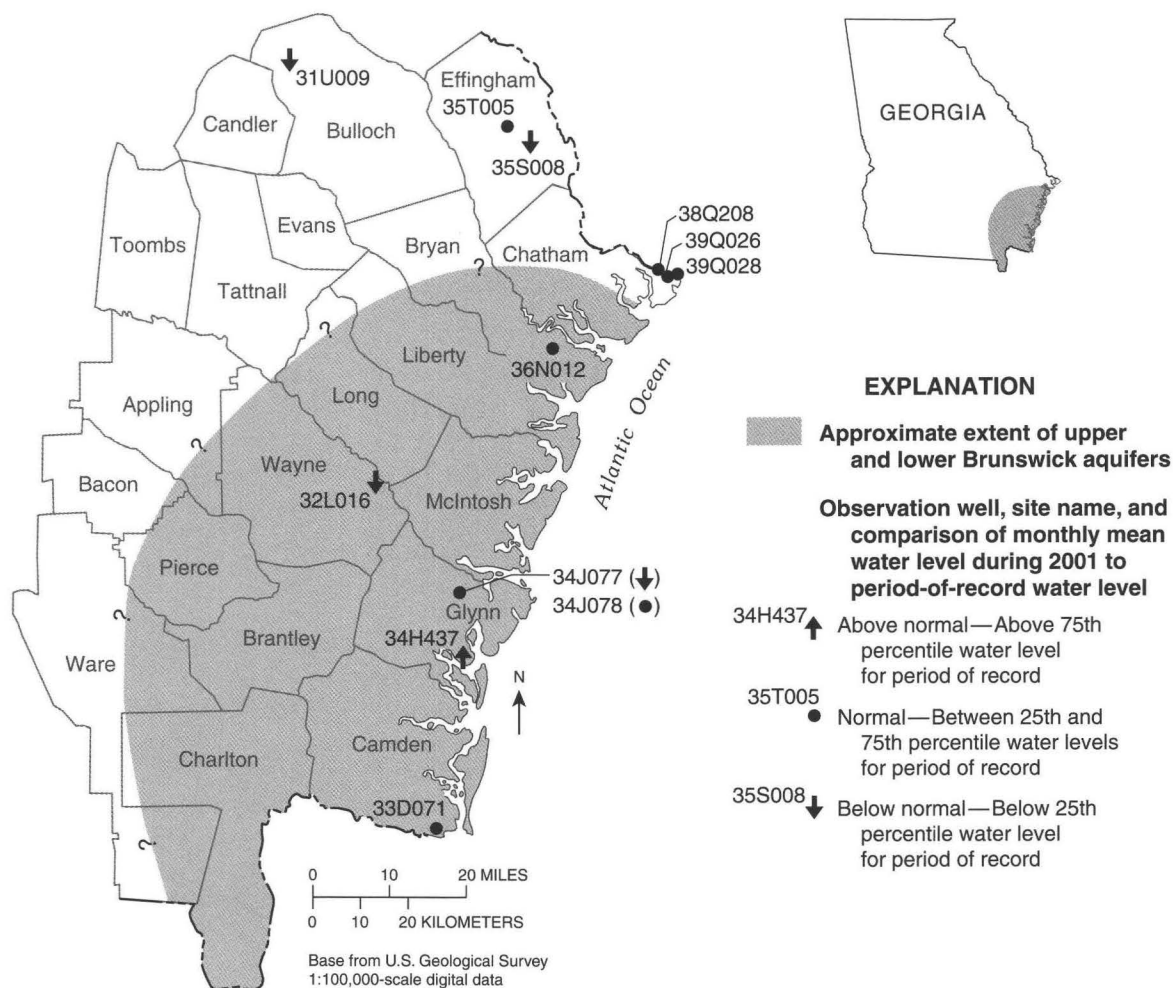 31U009
Effingham
35T005
Candler
Bulloch
35S008
GEORGIA
Evans
38Q208
39Q026
39Q028
Toombs
Bryan
Chatham
Tattnall
?
?
Liberty
36N012
Appling
Long
Atlantic Ocean
?
Wayne
Bacon
32L016
McIntosh
Pierce
34J077 ( )
34J078 ( )
Glynn
?
Brantley
34H437
Ware
N
Camden
Charlton
33D071
?
0 10 20 MILES
0 10 20 KILOMETERS
Base from U.S. Geological Survey
1:100,000-scale digital data
EXPLANATION
Approximate extent of upper
and lower Brunswick aquifers
Observation well, site name, and
comparison of monthly mean
water level during 2001 to
period-of-record water level
34H437
Above normal—Above 75th
percentile water level
for period of record
35T005
Normal—Between 25th and
75th percentile water levels
for period of record
35S008
Below normal—Below 25th
percentile water level
for period of record